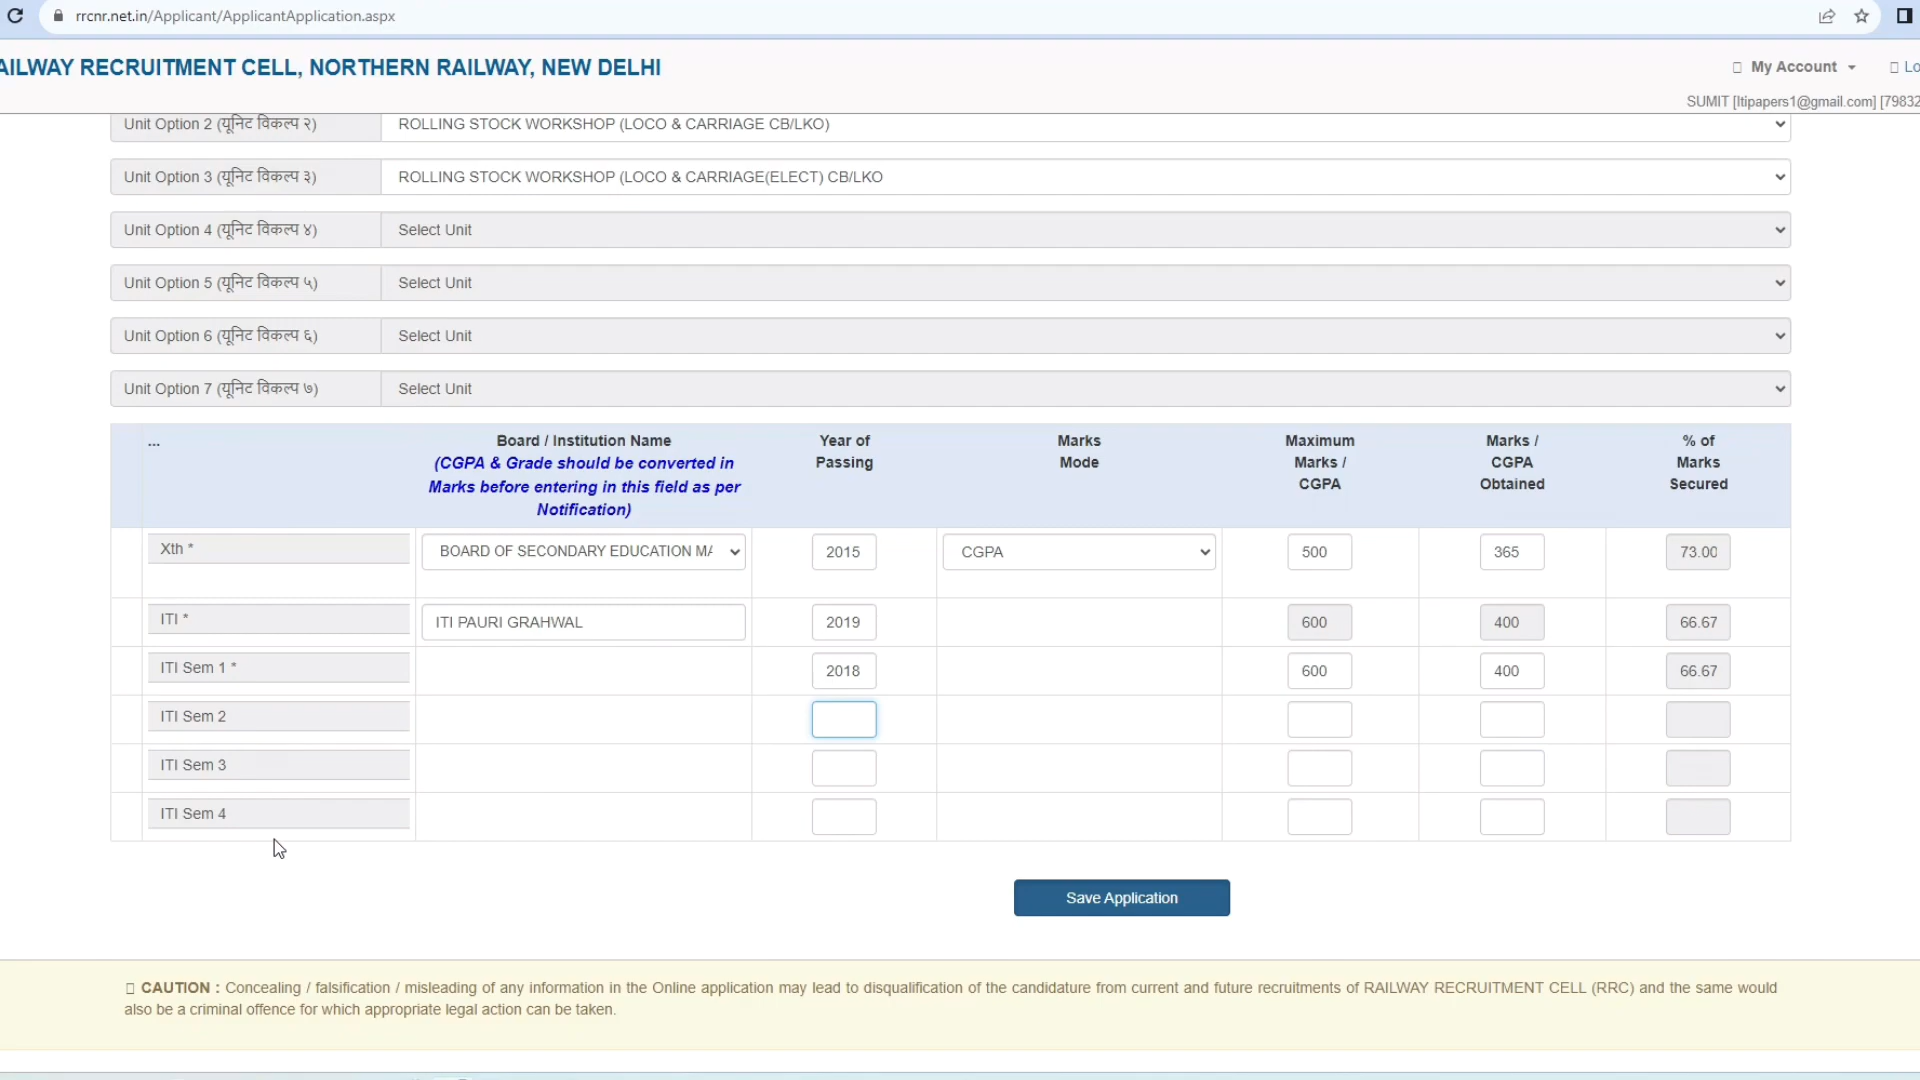 rrcnr.net.in/Applicant/ApplicantApplication.aspx
AILWAY RECRUITMENT CELL, NORTHERN RAILWAY, NEW DELHI
My Account
Lo
SUMIT [Itipapers1@gmail.com] [79832
Unit Option 2 (यूनिट विकल्प २) ROLLING STOCK WORKSHOP (LOCO & CARRIAGE CB/LKO)
Unit Option 3 (यूनिट विकल्प ३) ROLLING STOCK WORKSHOP (LOCO & CARRIAGE(ELECT) CB/LKO
Unit Option 4 (यूनिट विकल्प ४) Select Unit
Unit Option 5 (यूनिट विकल्प ५) Select Unit
Unit Option 6 (यूनिट विकल्प ६) Select Unit
Unit Option 7 (यूनिट विकल्प ७) Select Unit
... Board / Institution Name Year of Marks Maximum Marks / % of
(CGPA & Grade should be converted in Passing Mode Marks / CGPA Marks
Marks before entering in this field as per CGPA Obtained Secured
Notification)
Xth * BOARD OF SECONDARY EDUCATION MA 2015 CGPA 500 365 73.00
ITI * ITI PAURI GRAHWAL 2019 600 400 66.67
ITI Sem 1 * 2018 600 400 66.67
ITI Sem 2
ITI Sem 3
ITI Sem 4
Save Application
CAUTION : Concealing / falsification / misleading of any information in the Online application may lead to disqualification of the candidature from current and future recruitments of RAILWAY RECRUITMENT CELL (RRC) and the same would
also be a criminal offence for which appropriate legal action can be taken.